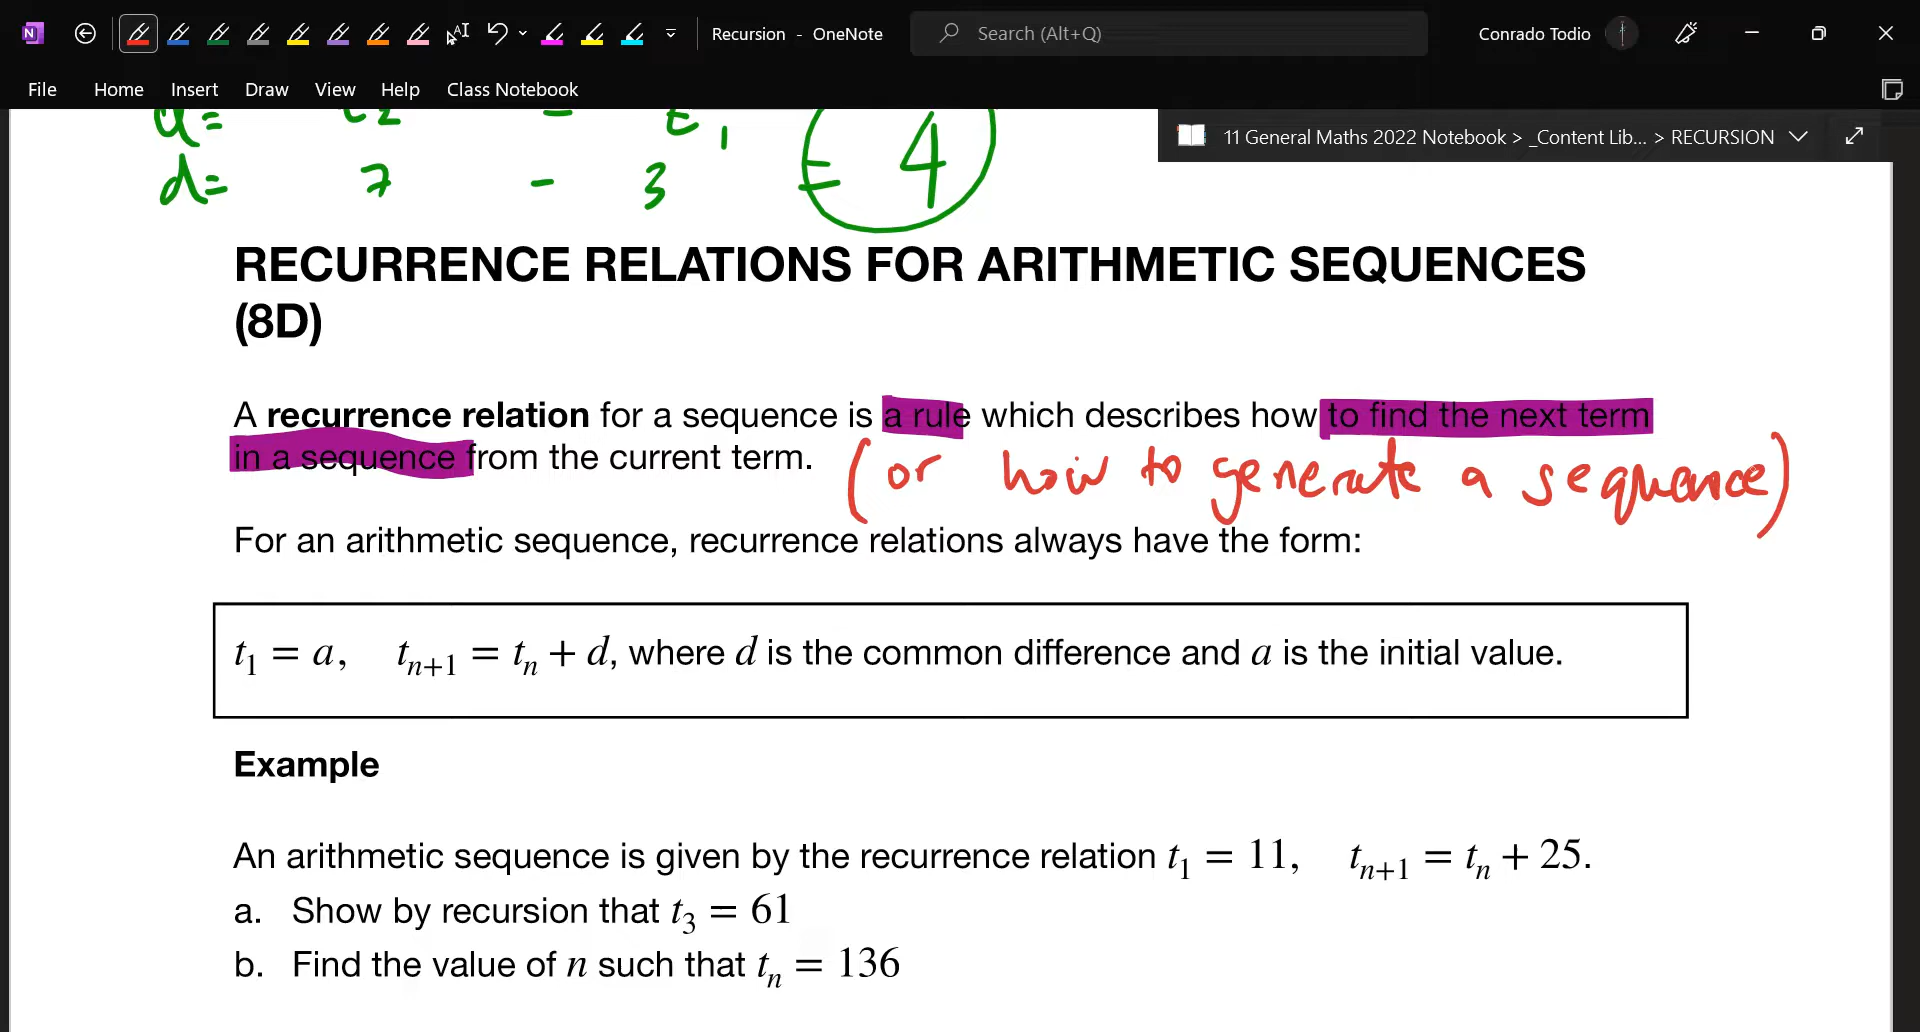 Recursion - OneNote
Search (Alt+Q)
Conrado Todio
File Home Insert Draw View Help Class Notebook
11 General Maths 2022 Notebook > _Content Lib... > RECURSION
d= t2 - t1
d= 7 - 3 = 4
RECURRENCE RELATIONS FOR ARITHMETIC SEQUENCES
(8D)
A recurrence relation for a sequence is a rule which describes how to find the next term
in a sequence from the current term.
(or how to generate a sequence)
For an arithmetic sequence, recurrence relations always have the form:
t₁ = a, tₙ₊₁ = tₙ + d, where d is the common difference and a is the initial value.
Example
An arithmetic sequence is given by the recurrence relation t₁ = 11, tₙ₊₁ = tₙ + 25.
a. Show by recursion that t₃ = 61
b. Find the value of n such that tₙ = 136